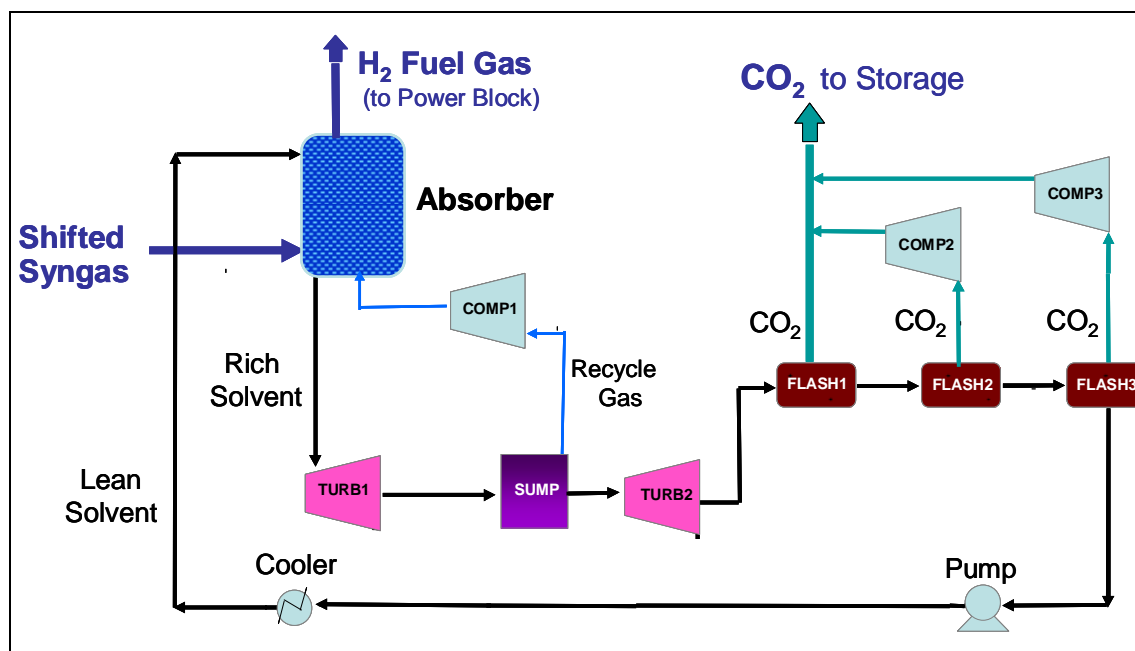 H2 Fuel Gas
(to Power Block)
CO2 to Storage
Absorber
Shifted
Syngas
COMP3
COMP2
COMP1
CO2
CO2
CO2
Rich
Solvent
Recycle
Gas
FLASH1
FLASH2
FLASH3
Lean
Solvent
TURB1
SUMP
TURB2
Cooler
Pump